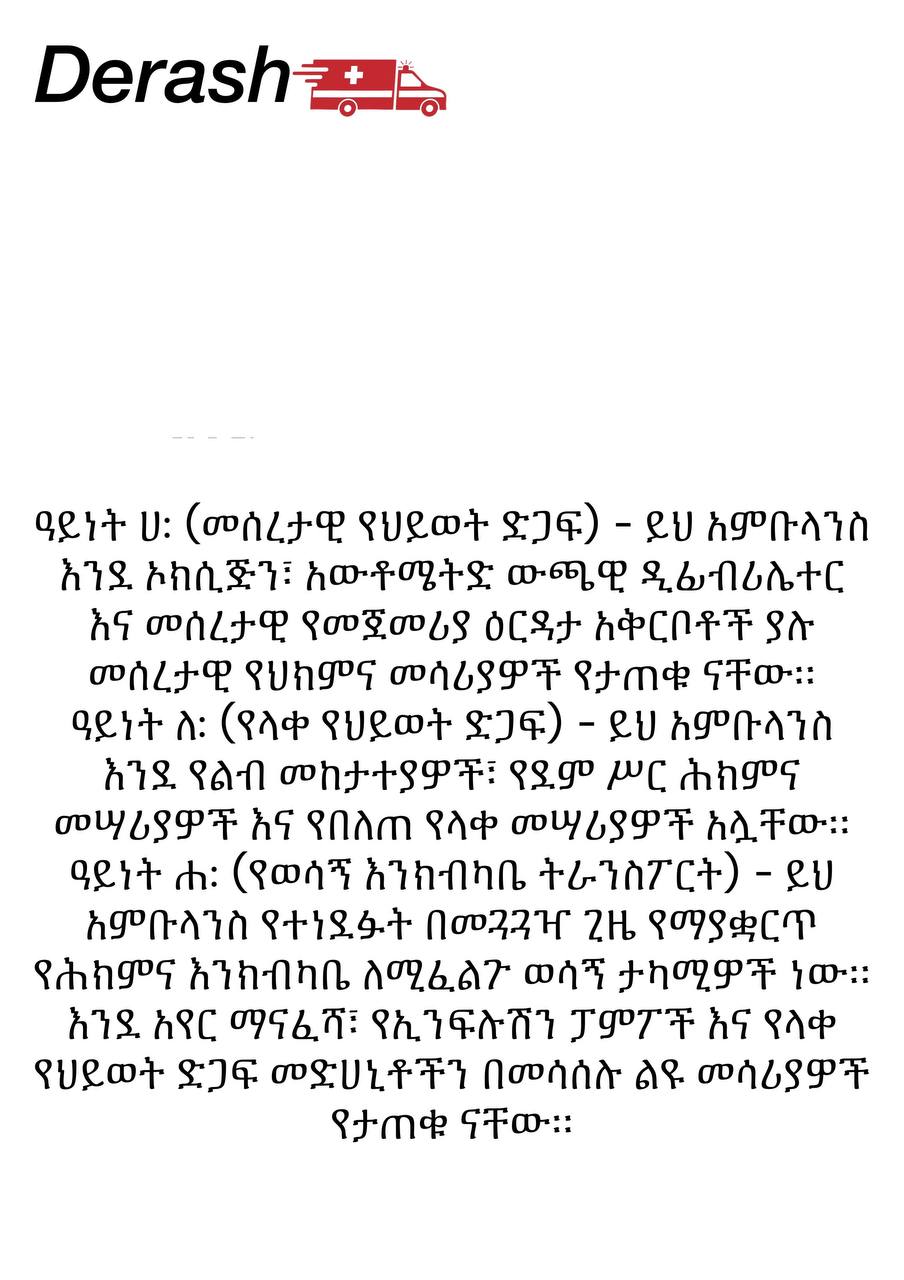 Derash
ዓይነት ሀ: (መሰረታዊ የህይወት ድጋፍ) - ይህ አምቡላንስ
እንደ ኦክሲጅን፣ አውቶሜትድ ውጫዊ ዲፊብሪሌተር
እና መሰረታዊ የመጀመሪያ ዕርዳታ አቅርቦቶች ያሉ
መሰረታዊ የህክምና መሳሪያዎች የታጠቁ ናቸው።
ዓይነት ለ: (የላቀ የህይወት ድጋፍ) - ይህ አምቡላንስ
እንደ የልብ መከታተያዎች፣ የደም ሥር ሕክምና
መሣሪያዎች እና የበለጠ የላቀ መሣሪያዎች አሏቸው።
ዓይነት ሐ: (የወሳኝ እንክብካቤ ትራንስፖርት) - ይህ
አምቡላንስ የተነደፉት በመጓጓዣ ጊዜ የማያቋርጥ
የሕክምና እንክብካቤ ለሚፈልጉ ወሳኝ ታካሚዎች ነው።
እንደ አየር ማናፈሻ፣ የኢንፍሉሽን ፓምፖች እና የላቀ
የህይወት ድጋፍ መድሀኒቶችን በመሳሰሉ ልዩ መሳሪያዎች
የታጠቁ ናቸው።